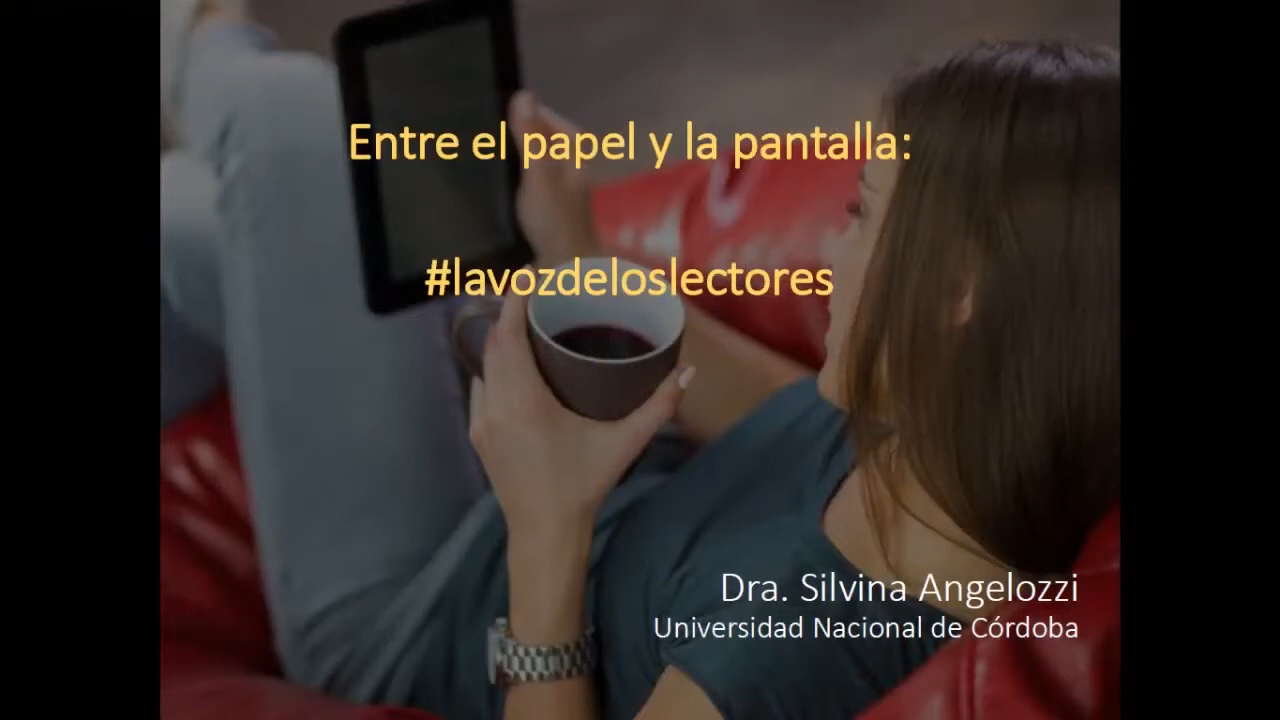 Entre el papel y la pantalla:
#lavozdeloslectores
Dra. Silvina Angelozzi
Universidad Nacional de Córdoba